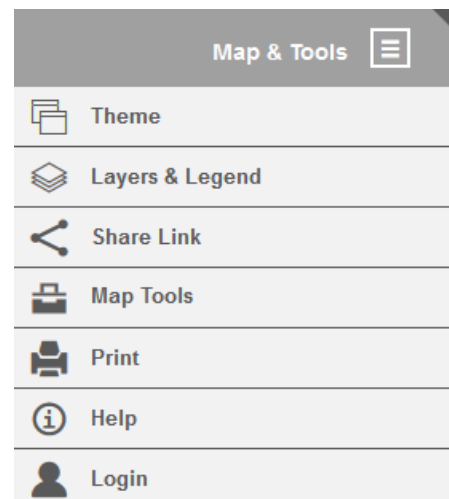 Map & Tools
Theme
Layers & Legend
Share Link
Map Tools
Print
Help
Login